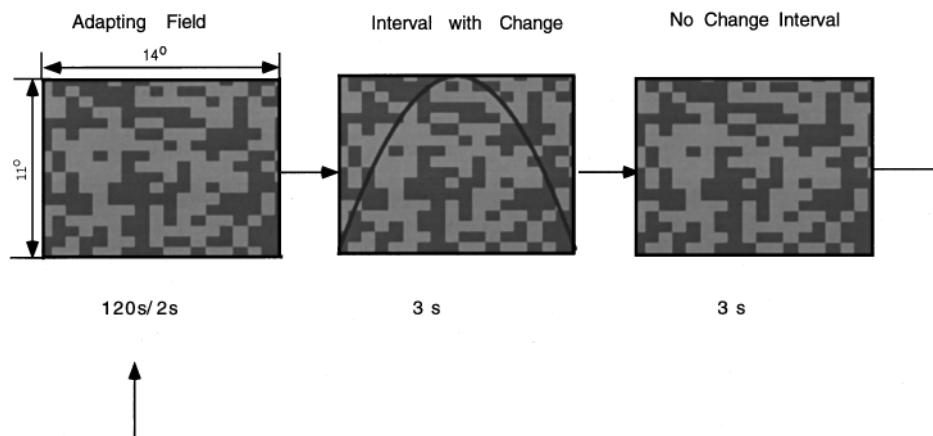 Adapting Field
Interval with Change
No Change Interval
14°
11°
120s/2s
3 s
3 s